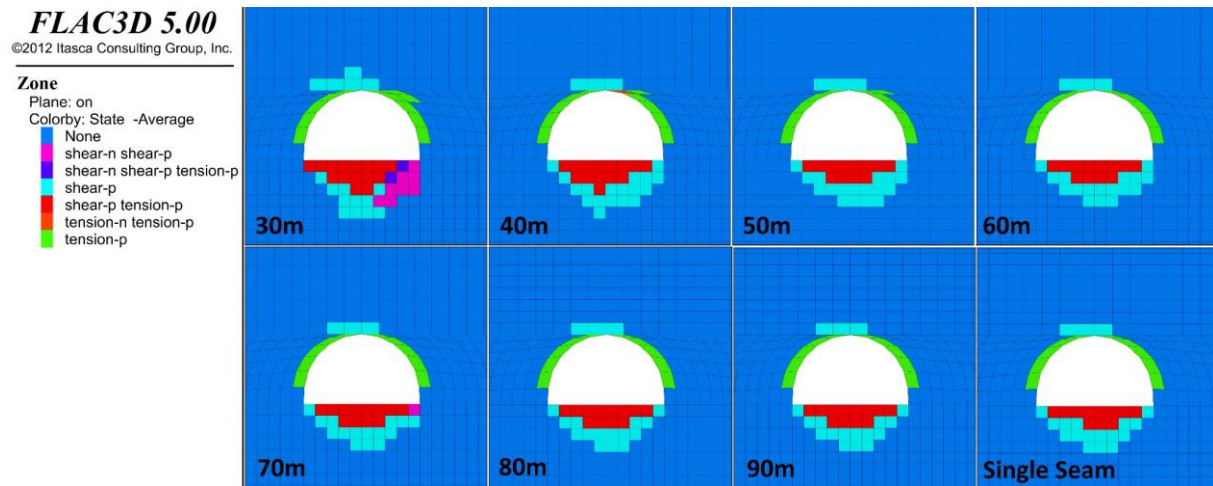 FLAC3D 5.00
©2012 Itasca Consulting Group, Inc.
Zone
Plane: on
Colorby: State -Average
None
shear-n shear-p
shear-n shear-p tension-p
shear-p
shear-p tension-p
tension-n tension-p
tension-p
30m
40m
50m
60m
70m
80m
90m
Single Seam